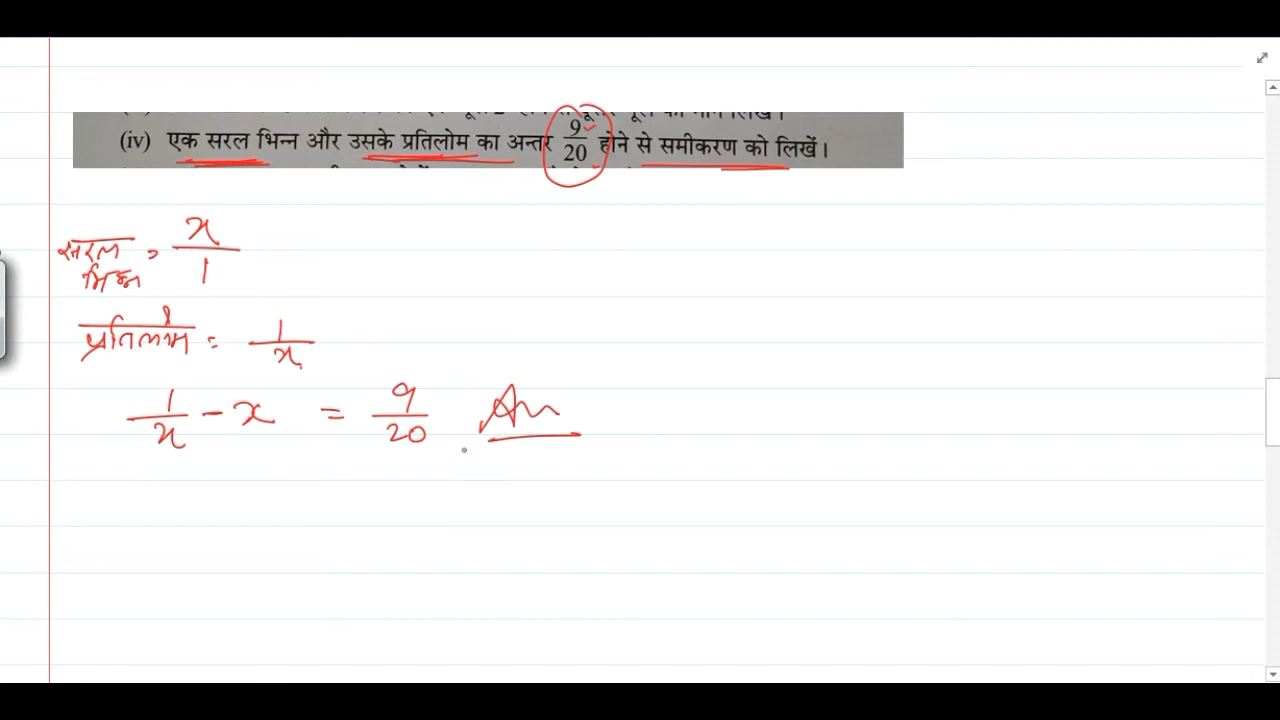 (iv) एक सरल भिन्न और उसके प्रतिलोम का अन्तर 9/20 होने से समीकरण को लिखें।
सरल भिन्न = x/1
प्रतिलोम = 1/x
1/x - x = 9/20 Ans